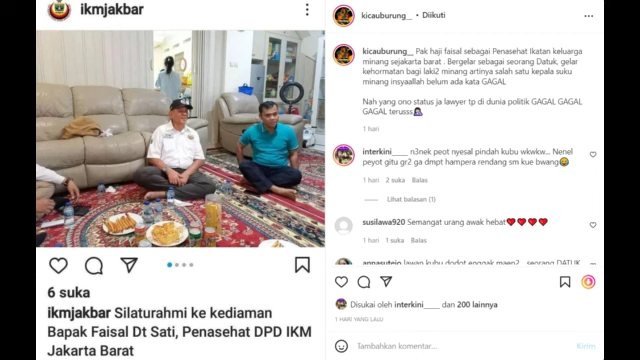 ikmjakbar
6 suka
ikmjakbar Silaturahmi ke kediaman
Bapak Faisal Dt Sati, Penasehat DPD IKM
Jakarta Barat
kicauburung__ • Diikuti
kicauburung__ Pak haji faisal sebagai Penasehat Ikatan keluarga
minang sejakarta barat . Bergelar sebagai seorang Datuk, gelar
kehormatan bagi laki2 minang artinya salah satu kepala suku
minang insyaallah belum ada kata GAGAL
Nah yang ono status ja lawyer tp di dunia politik GAGAL GAGAL
GAGAL terusss🤷🏻‍♀️
1 hari
interkini____ n3nek peot nyesal pindah kubu wkwkw... Nenel
peyot gitu gr2 ga dmpt hampera rendang sm kue bwang😂
1 hari 2 suka Balas
Lihat balasan (1)
susilawa920 Semangat urang awak hebat❤️❤️❤️❤️
1 hari 1 suka Balas
Disukai oleh interkini____ dan 200 lainnya
1 HARI YANG LALU
Tambahkan komentar...
Kirim